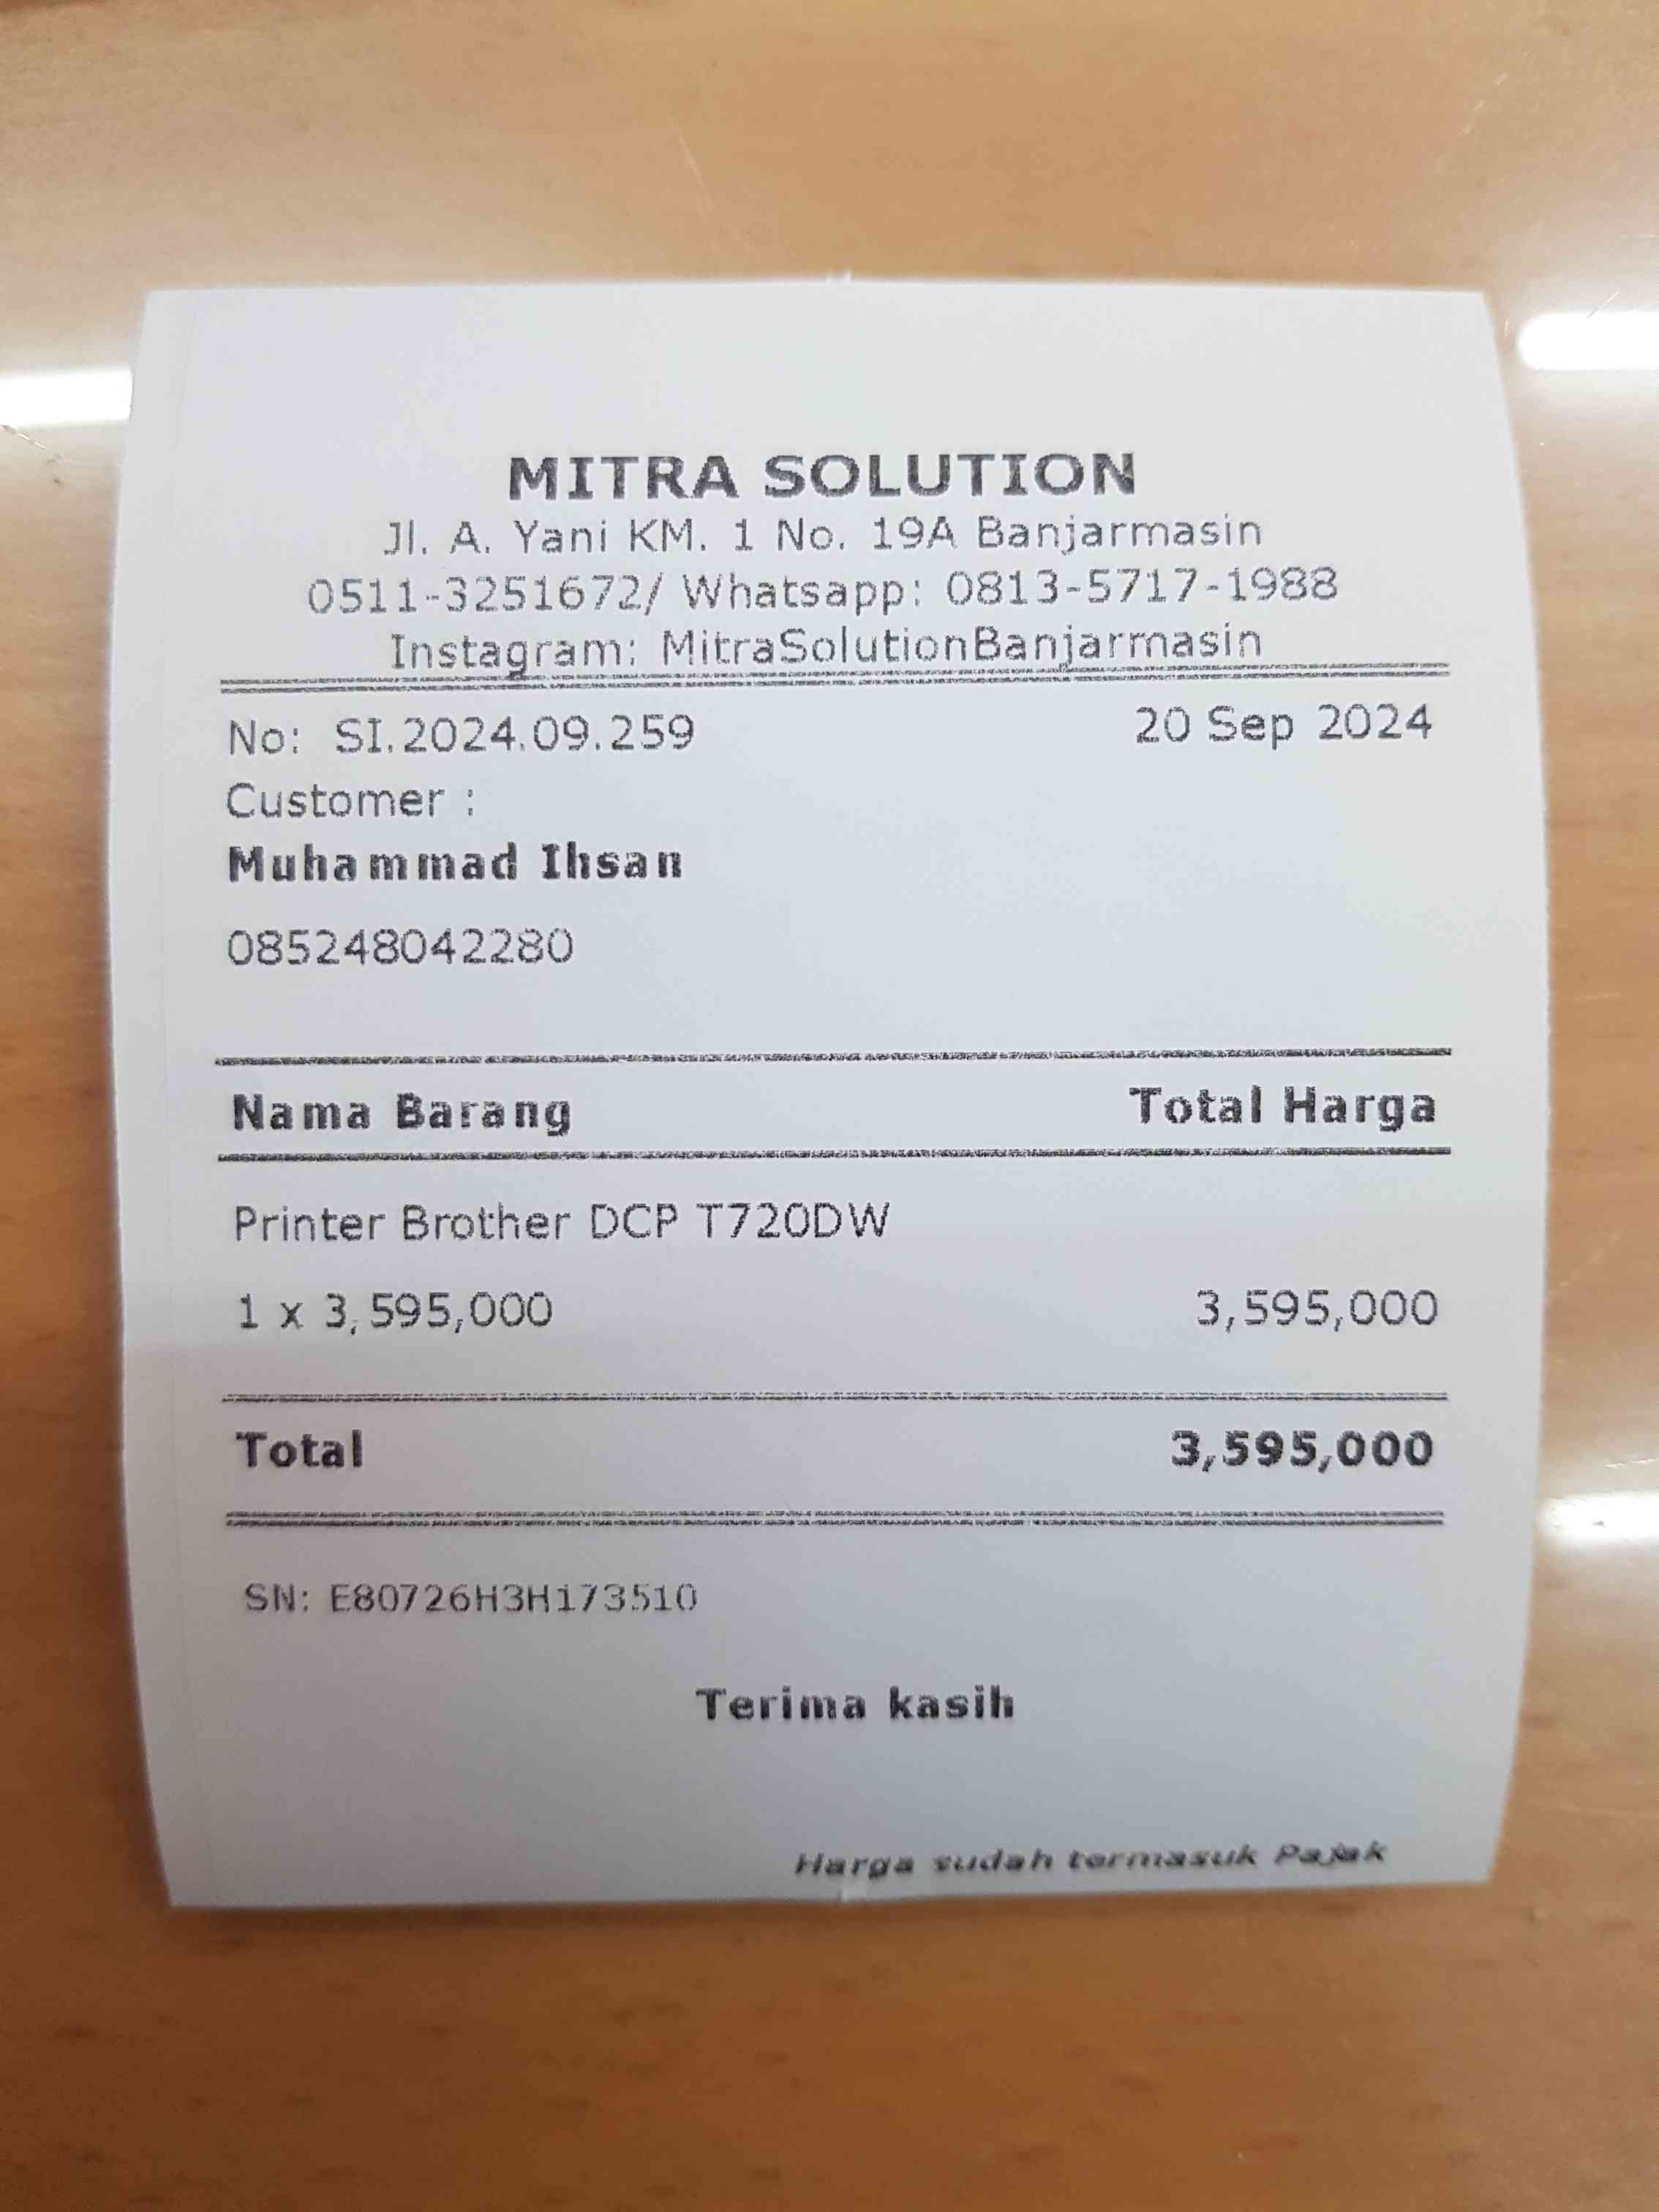 MITRA SOLUTION
Jl. A. Yani KM. 1 No. 19A Banjarmasin
0511-3251672/ Whatsapp: 0813-5717-1988
Instagram: MitraSolutionBanjarmasin
No: SI.2024.09.259 20 Sep 2024
Customer :
Muhammad Ihsan
085248042280
Nama Barang Total Harga
Printer Brother DCP T720DW
1 x 3,595,000 3,595,000
Total 3,595,000
SN: E80726H3H173510
Terima kasih
Harga sudah termasuk Pajak